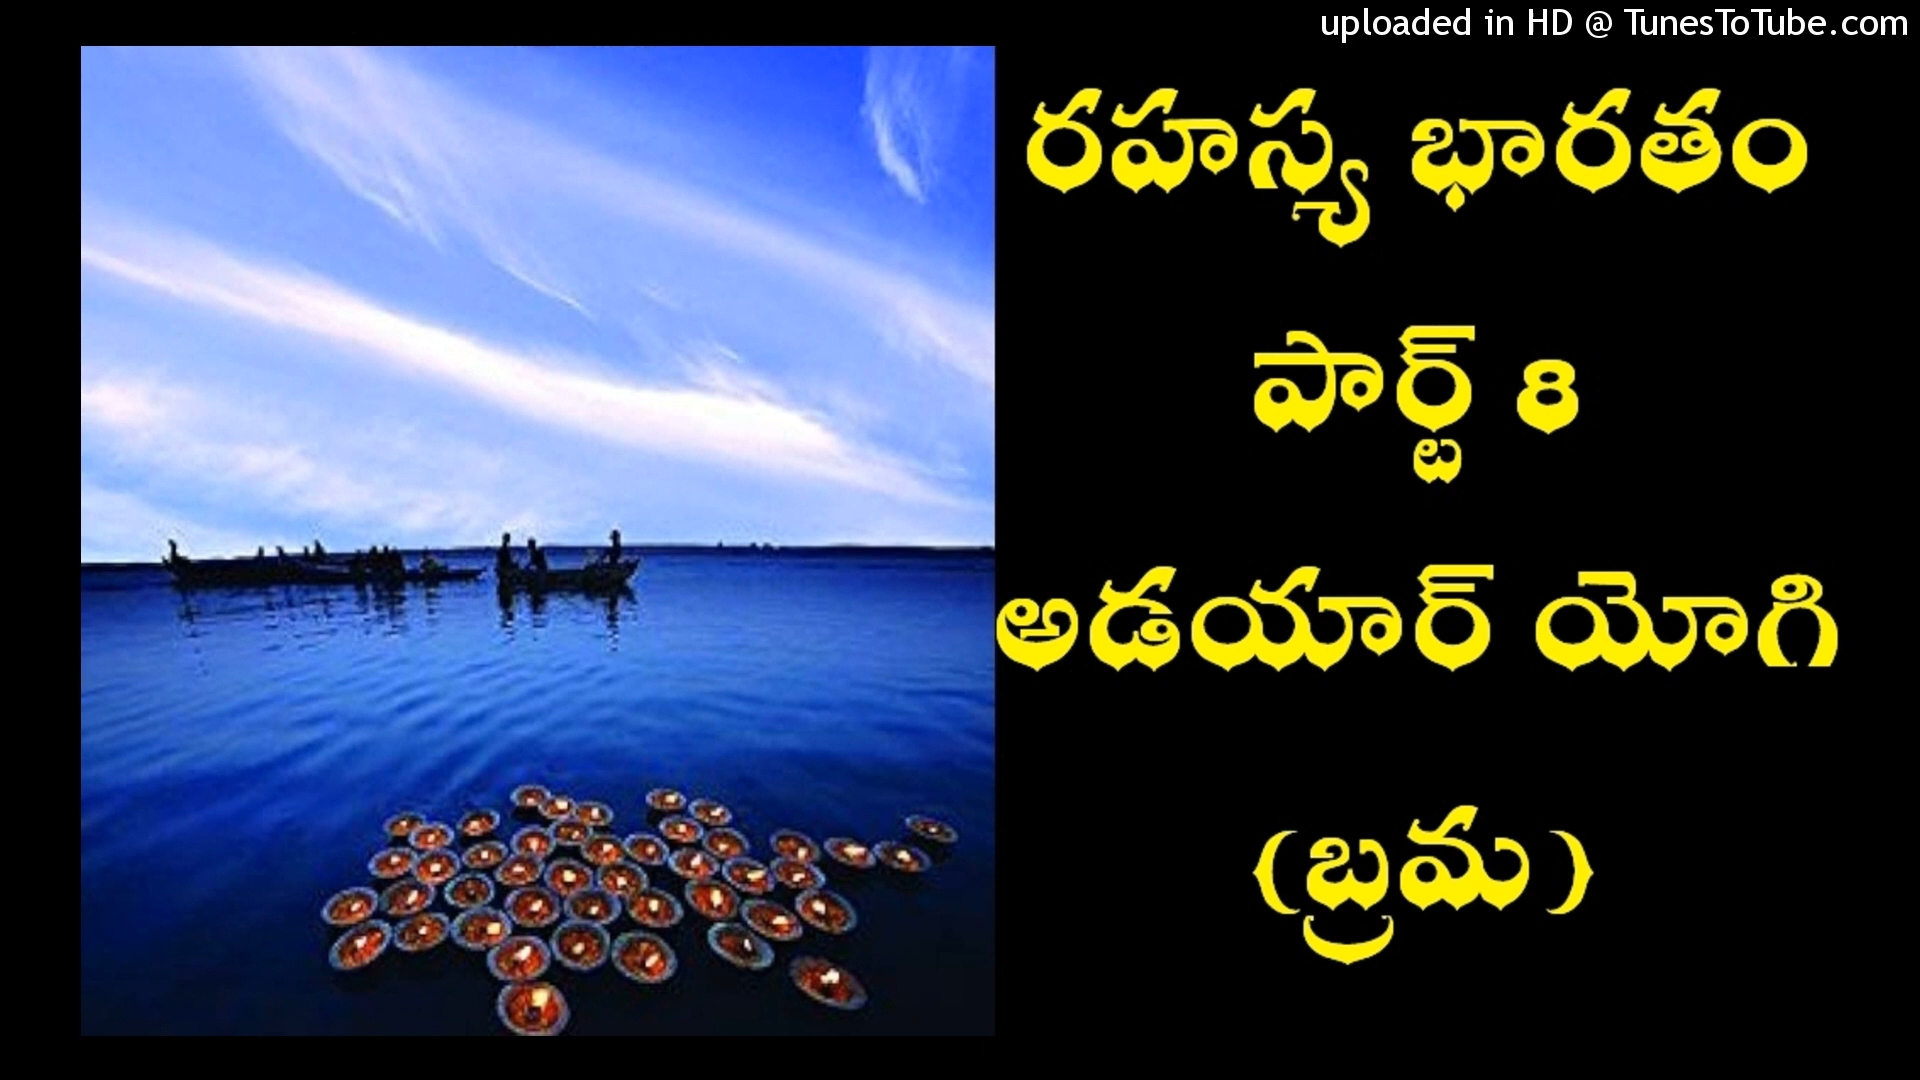 uploaded in HD @ TunesToTube.com
రహస్య భారతం
పార్ట్ 8
అడయార్ యోగి
(బ్రమ)